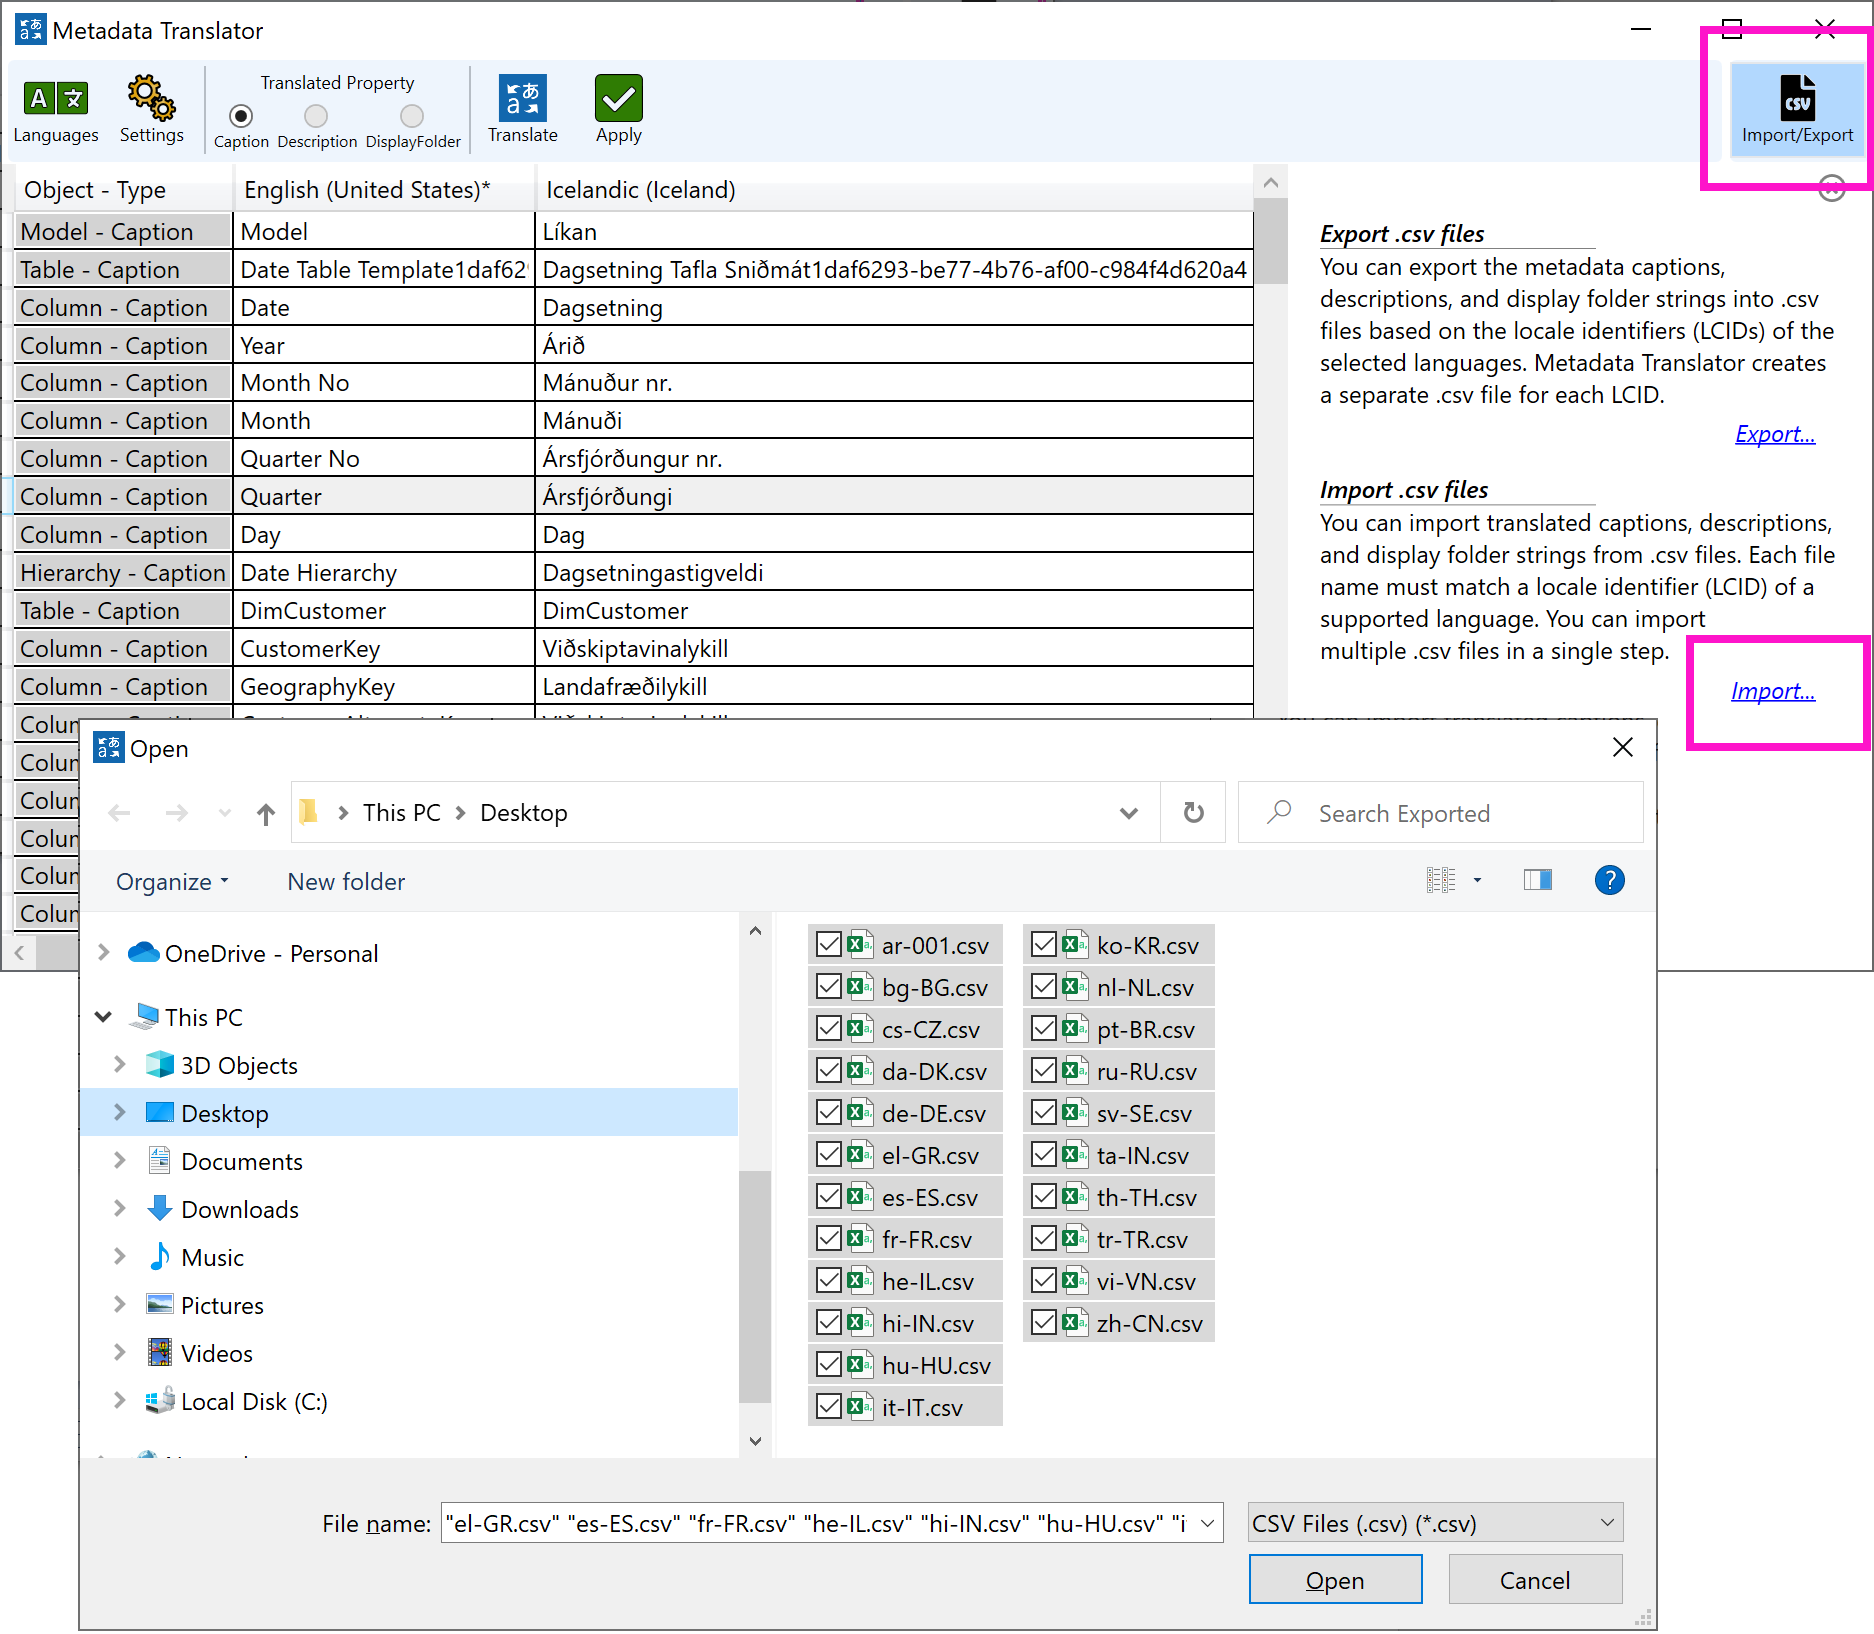 Metadata Translator
Languages
Settings
Translated Property
Caption
Description
DisplayFolder
Translate
Apply
CSV
Import/Export
Object - Type
English (United States)*
Icelandic (Iceland)
Model - Caption
Model
Líkan
Table - Caption
Date Table Template1daf62
Dagsetning Tafla Sniðmát1daf6293-be77-4b76-af00-c984f4d620a4
Column - Caption
Date
Dagsetning
Column - Caption
Year
Árið
Column - Caption
Month No
Mánuður nr.
Column - Caption
Month
Mánuði
Column - Caption
Quarter No
Ársfjórðungur nr.
Column - Caption
Quarter
Ársfjórðungi
Column - Caption
Day
Dag
Hierarchy - Caption
Date Hierarchy
Dagsetningastigveldi
Table - Caption
DimCustomer
DimCustomer
Column - Caption
CustomerKey
Viðskiptavinalykill
Column - Caption
GeographyKey
Landafræðilykill
Export .csv files
You can export the metadata captions,
descriptions, and display folder strings into .csv
files based on the locale identifiers (LCIDs) of the
selected languages. Metadata Translator creates
a separate .csv file for each LCID.
Export...
Import .csv files
You can import translated captions, descriptions,
and display folder strings from .csv files. Each file
name must match a locale identifier (LCID) of a
supported language. You can import
multiple .csv files in a single step.
Import...
Open
This PC
Desktop
Search Exported
Organize
New folder
OneDrive - Personal
This PC
3D Objects
Desktop
Documents
Downloads
Music
Pictures
Videos
Local Disk (C:)
ar-001.csv
bg-BG.csv
cs-CZ.csv
da-DK.csv
de-DE.csv
el-GR.csv
es-ES.csv
fr-FR.csv
he-IL.csv
hi-IN.csv
hu-HU.csv
it-IT.csv
ko-KR.csv
nl-NL.csv
pt-BR.csv
ru-RU.csv
sv-SE.csv
ta-IN.csv
th-TH.csv
tr-TR.csv
vi-VN.csv
zh-CN.csv
File name:
"el-GR.csv" "es-ES.csv" "fr-FR.csv" "he-IL.csv" "hi-IN.csv" "hu-HU.csv" "i
CSV Files (.csv) (*.csv)
Open
Cancel